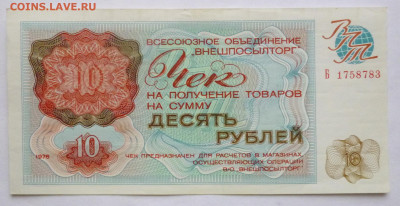 COINS.LAVE.RU
ВСЕСОЮЗНОЕ ОБЪЕДИНЕНИЕ
"ВНЕШПОСЫЛТОРГ"
ВПТ
Б 1758783
10
Чек
НА ПОЛУЧЕНИЕ ТОВАРОВ
НА СУММУ
ДЕСЯТЬ
РУБЛЕЙ
10
1976
ЧЕК ПРЕДНАЗНАЧЕН ДЛЯ РАСЧЕТОВ В МАГАЗИНАХ,
ОСУЩЕСТВЛЯЮЩИХ ОПЕРАЦИИ
В/О "ВНЕШПОСЫЛТОРГ"